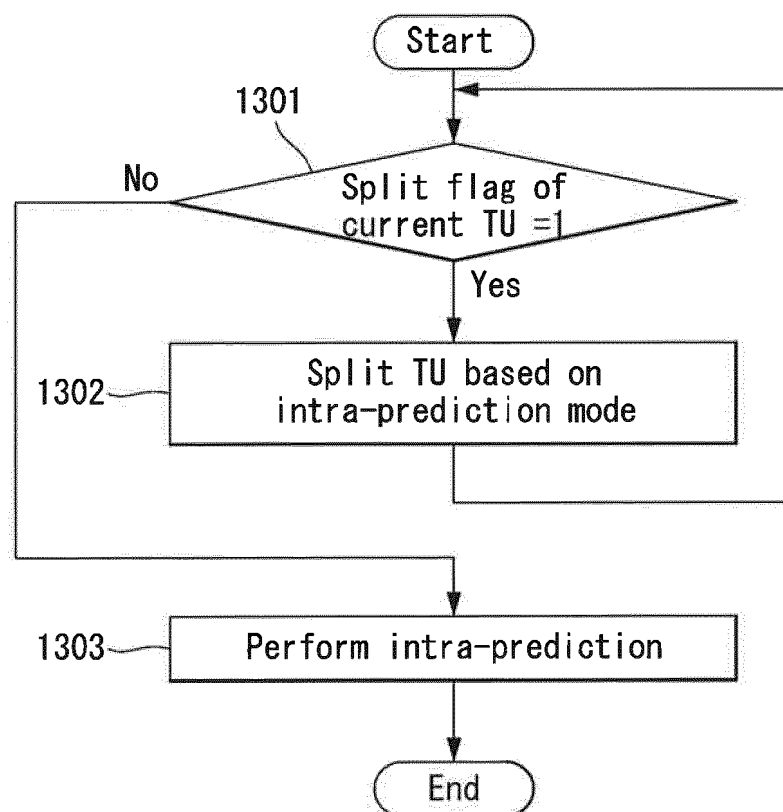 Start
1301
No
Split flag of
current TU =1
Yes
1302
Split TU based on
intra-prediction mode
1303
Perform intra-prediction
End